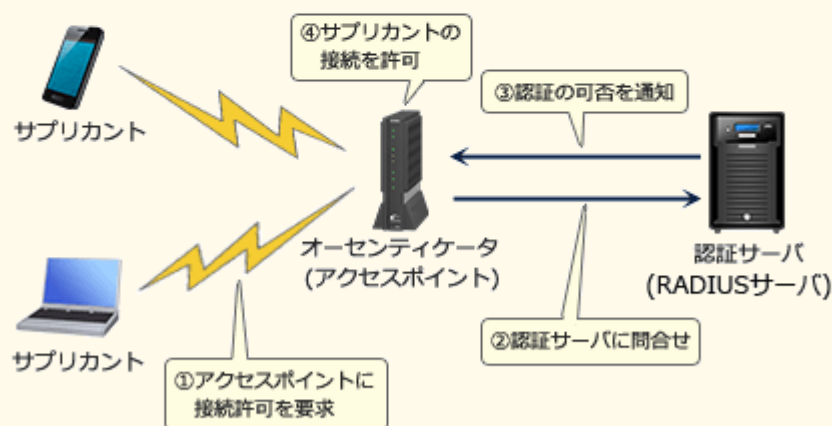 ④サプリカントの
接続を許可
③認証の可否を通知
サプリカント
オーセンティケータ
(アクセスポイント)
認証サーバ
(RADIUSサーバ)
②認証サーバに問合せ
サプリカント
①アクセスポイントに
接続許可を要求